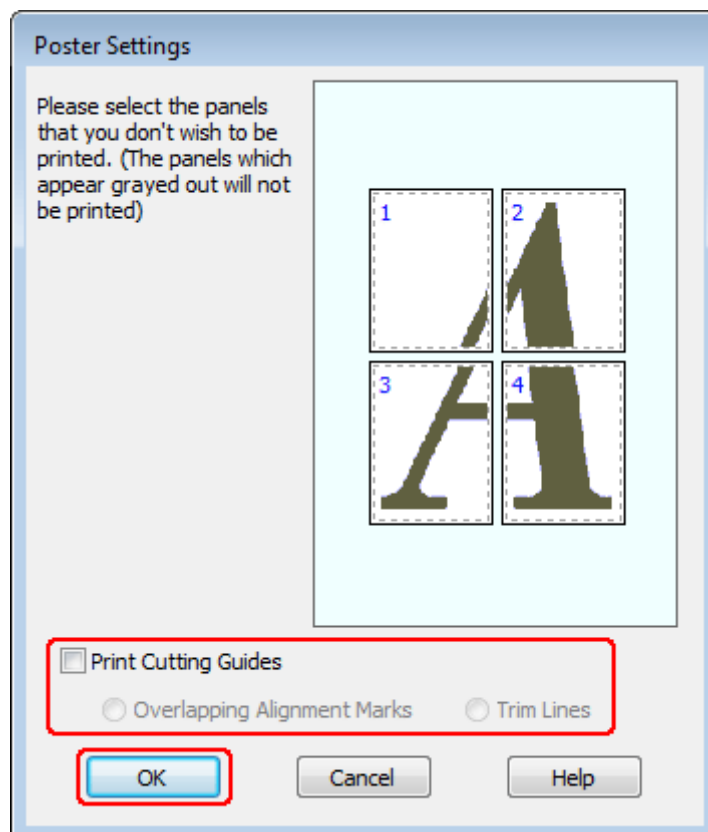 Poster Settings
Please select the panels
that you don't wish to be
printed. (The panels which
appear grayed out will not
be printed)
1 2
3 4
Print Cutting Guides
Overlapping Alignment Marks Trim Lines
OK Cancel Help